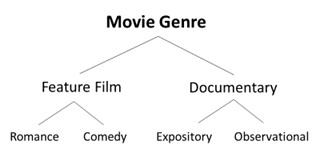 Movie Genre
Feature Film Documentary
Romance Comedy Expository Observational